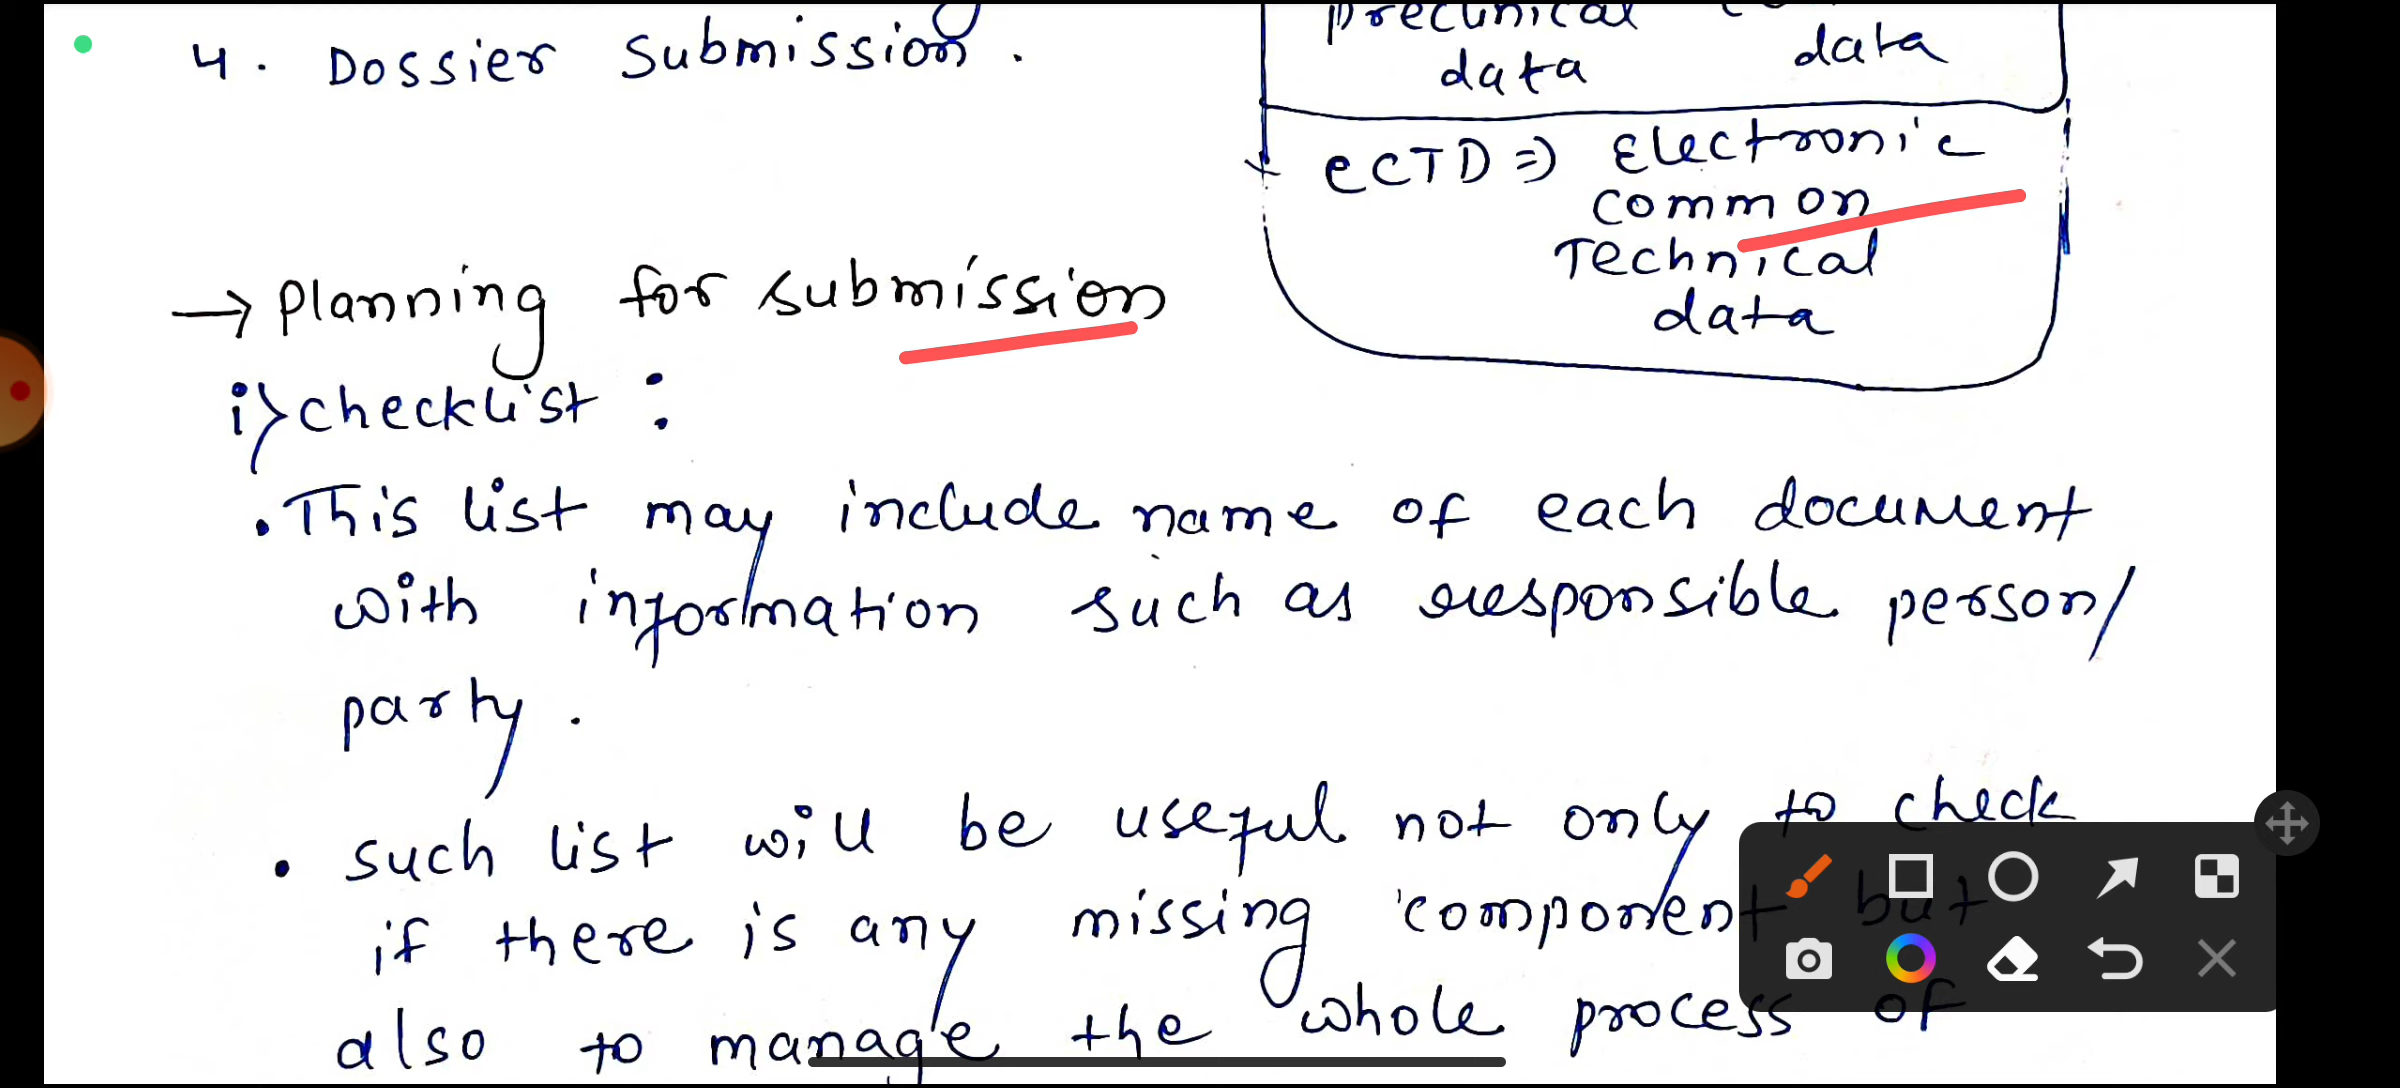 4. Dossier submission.
preclinical
data
data
eCTD => Electronic
common
Technical
data
→ Planning for submission
i) checklist :
• This list may include name of each document
with information such as responsible person/
party.
• such list will be useful not only to check
if there is any missing component but
also to manage the whole process of